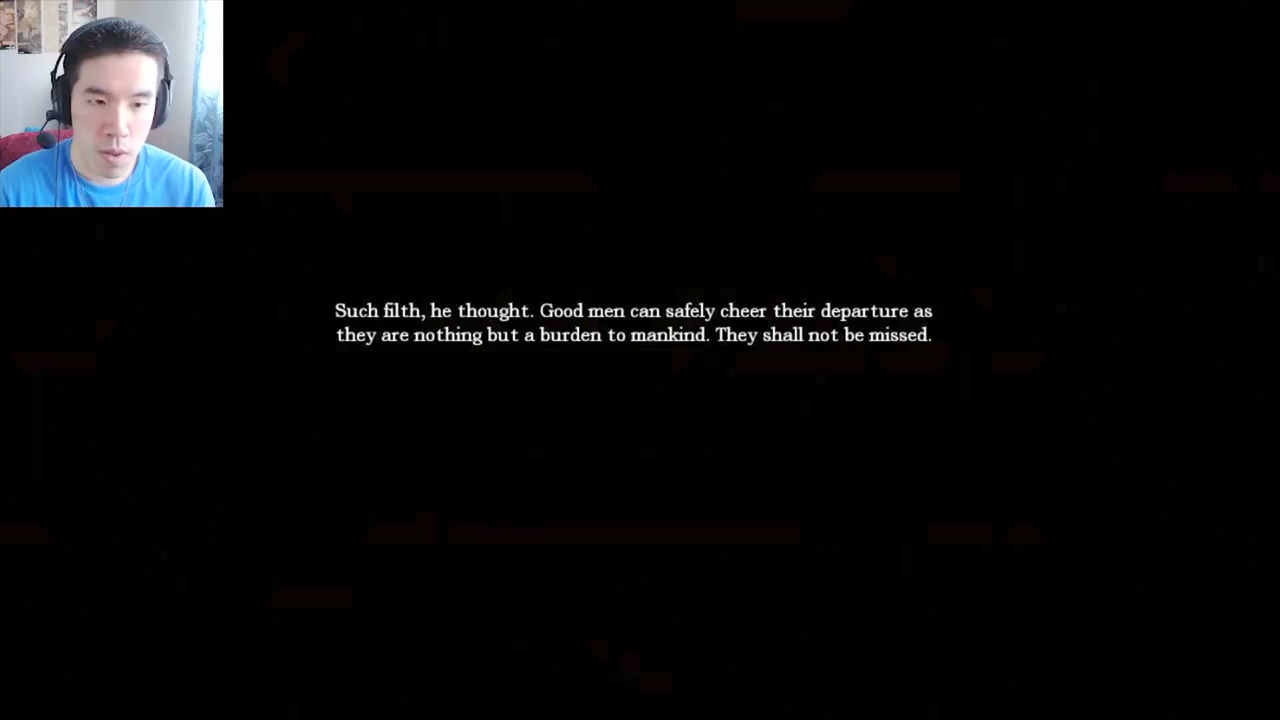 Such filth, he thought. Good men can safely cheer their departure as
they are nothing but a burden to mankind. They shall not be missed.